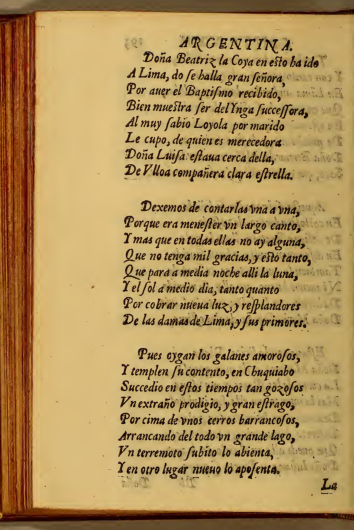 ARGENTINA.
Doña Beatriz la Coya en esto ha ido
A Lima, do se halla gran señora,
Por auer el Baptismo recibido,
Bien muestra ser del Ynga successora,
Al muy sabio Loyola por marido
Le cupo, de quien es merecedora
Doña Luisa estaua cerca della,
De Vlloa compañera clara estrella.
Dexemos de contarlas vna a vna,
Porque era menester vn largo canto,
Y mas que en todas ellas no ay alguna,
Que no tenga mil gracias, y esto tanto,
Que para a media noche alli la luna,
Y el sol a medio dia, tanto quanto
Por cobrar nueua luz, y resplandores
De las damas de Lima, y sus primores.
Pues oygan los galanes amorosos,
Y templen su contento, en Chuquiabo
Succedio en estos tiempos tan gozosos
Vn extraño prodigio, y gran estrago,
Por cima de vnos cerros barrancosos,
Arrancando del todo vn grande lago,
Vn terremoto subito lo abienta,
Y en otro lugar nueuo lo aposenta.
La